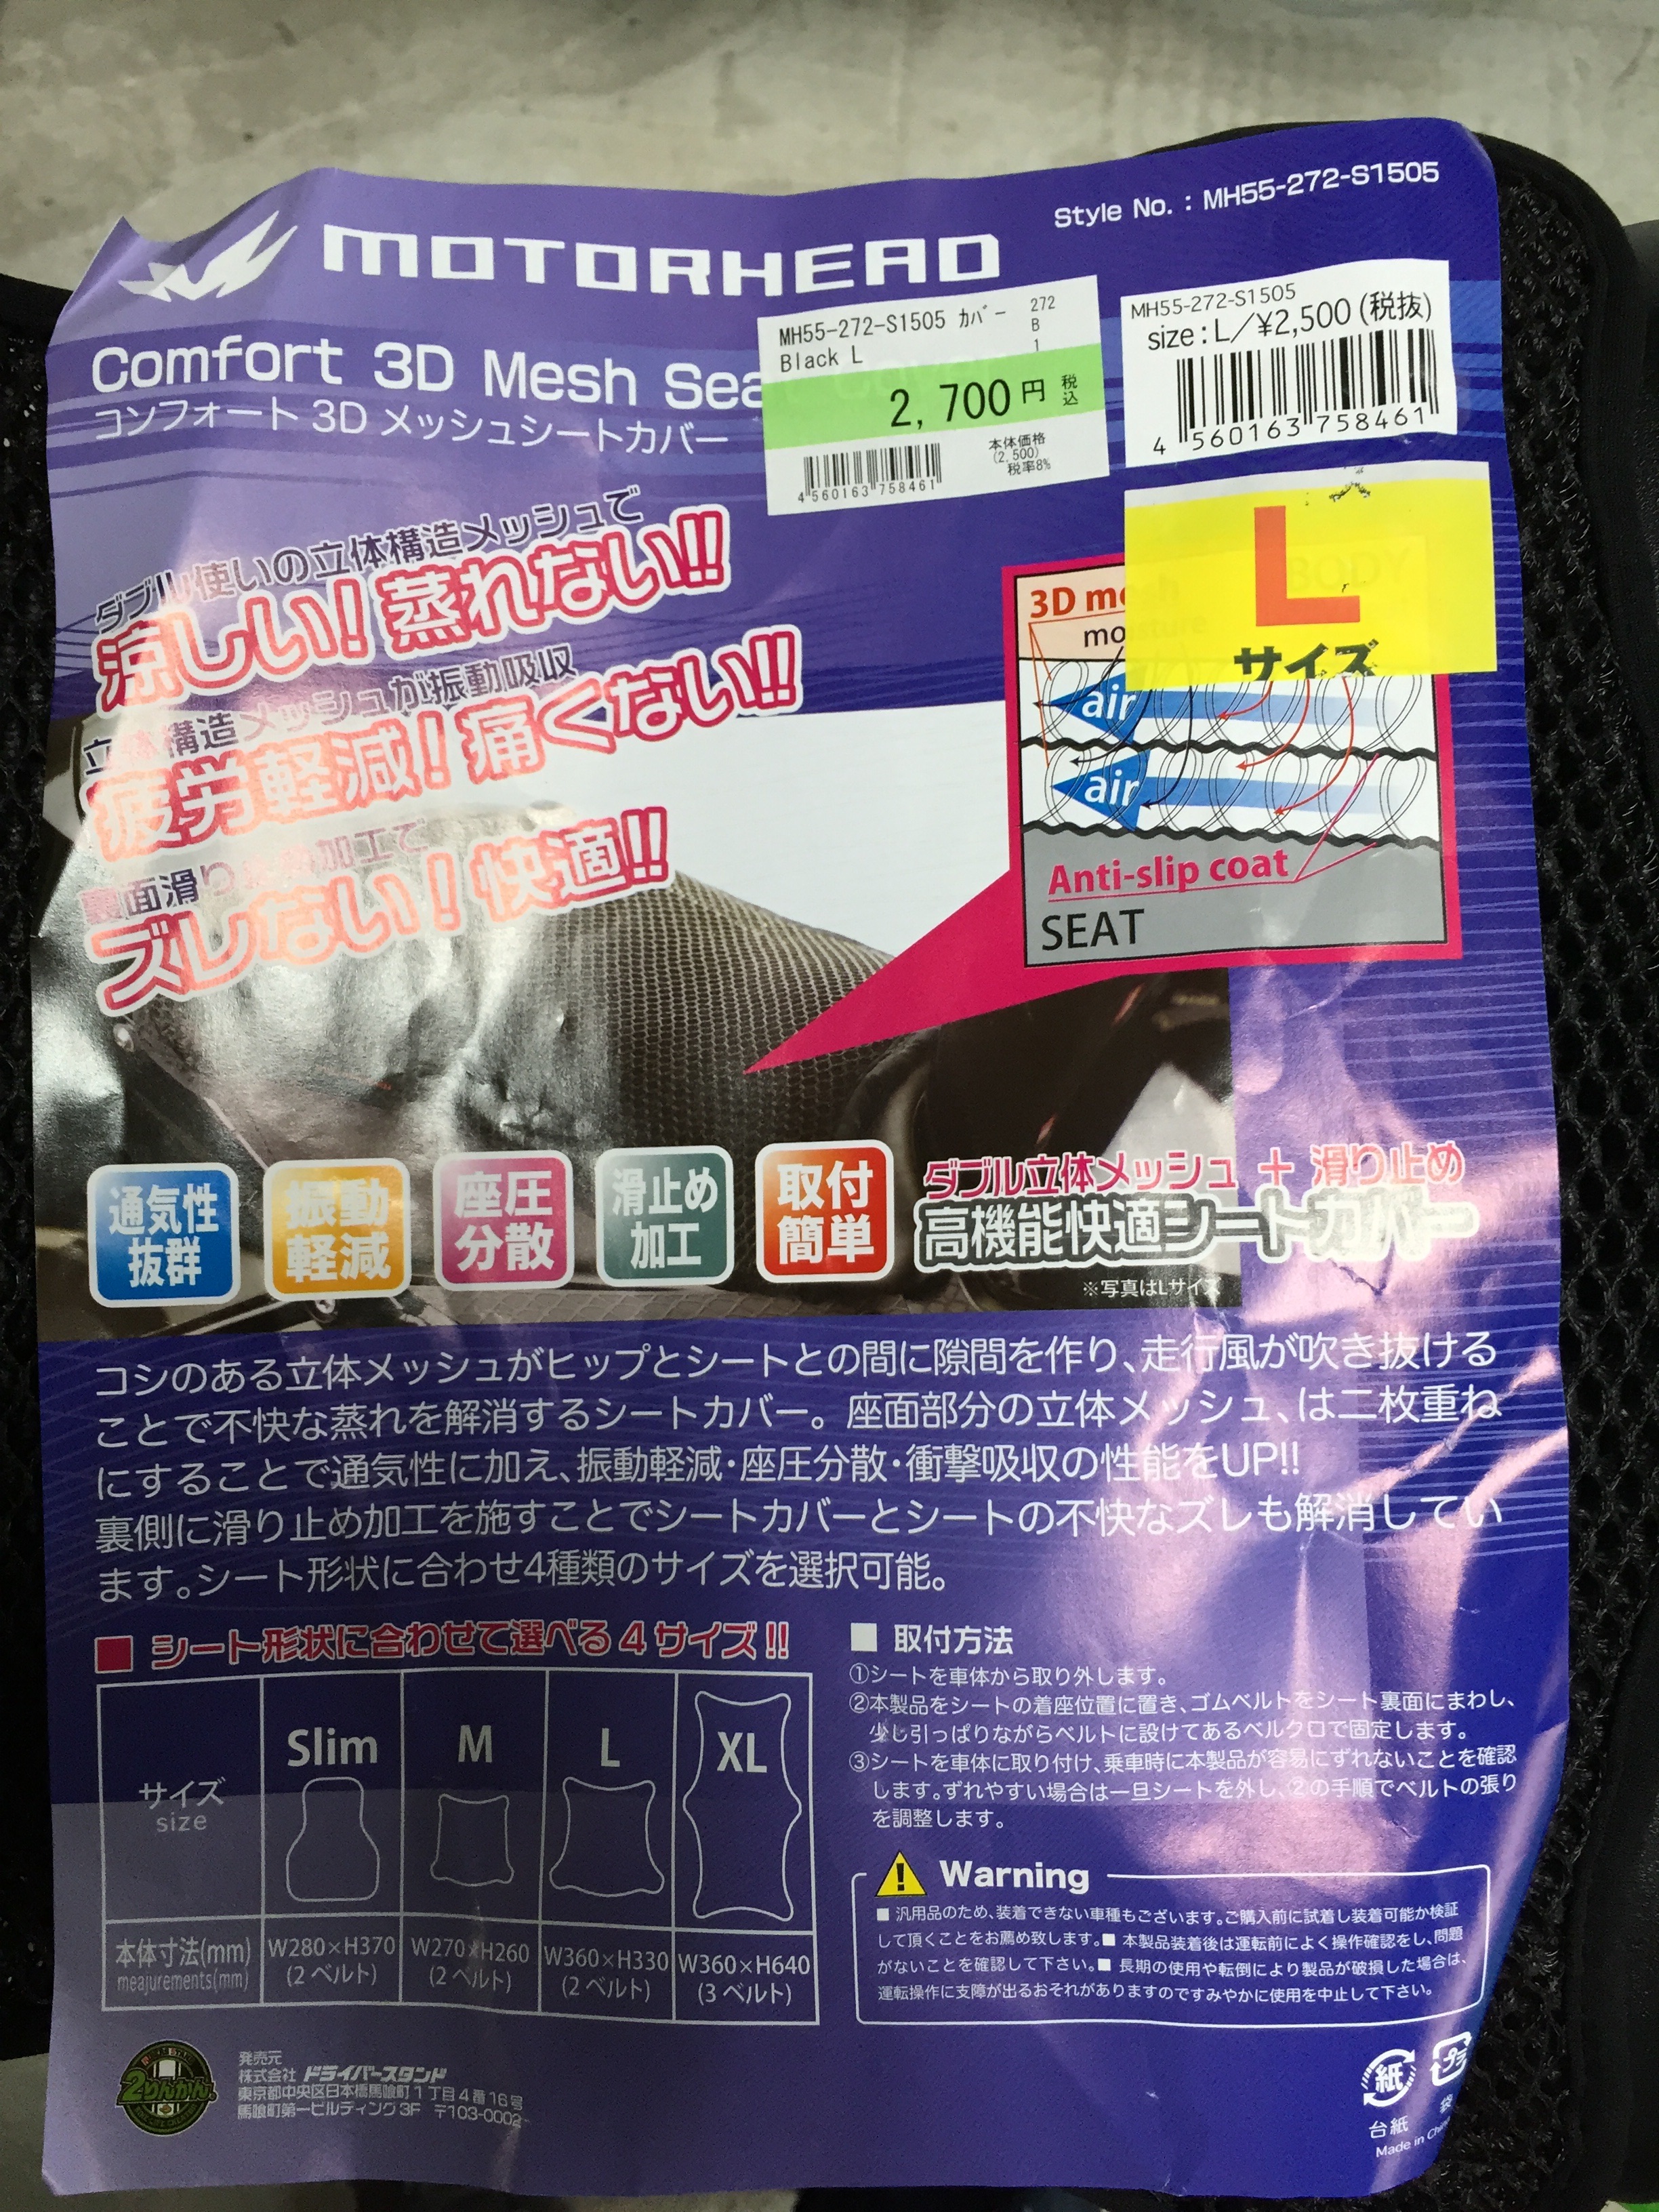 Style No. : MH55-272-S1505
MOTORHEAD
Comfort 3D Mesh Sea
コンフォート 3D メッシュシートカバー
MH55-272-S1505 カバー
272
B
1
Black L
2,700円 税込
本体価格
(2,500)
税率8%
4 560163 758461
MH55-272-S1505
size : L/¥2,500 (税抜)
4 560163 758461
L
サイズ
ダブル使いの立体構造メッシュで
涼しい! 蒸れない!!
立体構造メッシュが振動吸収
疲労軽減! 痛くない!!
裏面滑り止め加工で
ズレない! 快適!!
BODY
3D mesh
moisture
air
air
Anti-slip coat
SEAT
通気性
抜群
振動
軽減
座圧
分散
滑止め
加工
取付
簡単
ダブル立体メッシュ + 滑り止め
高機能快適シートカバー
※写真はLサイズ
コシのある立体メッシュがヒップとシートとの間に隙間を作り、走行風が吹き抜ける
ことで不快な蒸れを解消するシートカバー。座面部分の立体メッシュ、は二枚重ね
にすることで通気性に加え、振動軽減・座圧分散・衝撃吸収の性能をUP!!
裏側に滑り止め加工を施すことでシートカバーとシートの不快なズレも解消してい
ます。シート形状に合わせ4種類のサイズを選択可能。
■ シート形状に合わせて選べる4サイズ!!
サイズ
size
Slim
M
L
XL
本体寸法(mm)
meajurements(mm)
W280×H370
(2 ベルト)
W270×H260
(2 ベルト)
W360×H330
(2 ベルト)
W360×H640
(3 ベルト)
■ 取付方法
①シートを車体から取り外します。
②本製品をシートの着座位置に置き、ゴムベルトをシート裏面にまわし、
少し引っぱりながらベルトに設けてあるベルクロで固定します。
③シートを車体に取り付け、乗車時に本製品が容易にずれないことを確認
します。ずれやすい場合は一旦シートを外し、②の手順でベルトの張り
を調整します。
Warning
■ 汎用品のため、装着できない車種もございます。ご購入前に試着し装着可能か検証
して頂くことをお薦め致します。■ 本製品装着後は運転前によく操作確認をし、問題
がないことを確認して下さい。■ 長期の使用や転倒により製品が破損した場合は、
運転操作に支障が出るおそれがありますのですみやかに使用を中止して下さい。
2りんかん
発売元
株式会社 ドライバースタンド
東京都中央区日本橋馬喰町1丁目4番16号
馬喰町第一ビルディング3F 〒103-0002
紙
プラ
台紙
Made in